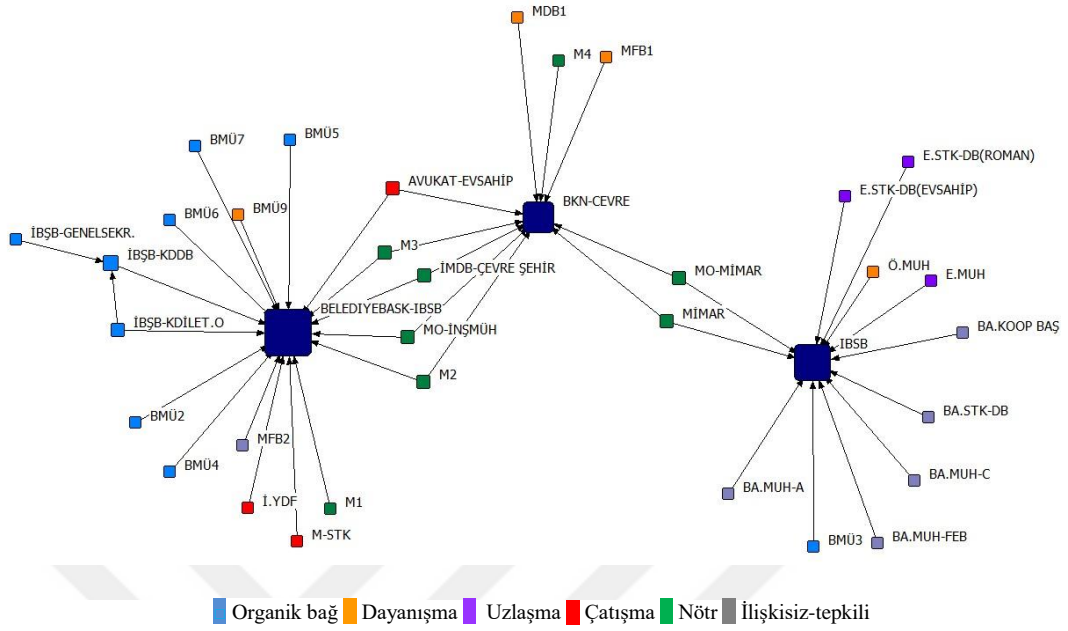 MDB1
M4
MFB1
BMÜ7
BMÜ5
E.STK-DB(ROMAN)
AVUKAT-EVSAHİP
E.STK-DB(EVSAHİP)
BMÜ6
BMÜ9
BKN-CEVRE
İBŞB-GENELSEKR.
M3
İBŞB-KDDB
İMDB-ÇEVRE ŞEHİR
MO-MİMAR
Ö.MUH
E.MUH
BELEDIYEBASK-IBSB
MİMAR
İBŞB-KDİLET.O
MO-İNŞMÜH
IBSB
BA.KOOP BAŞ
M2
BMÜ2
BA.STK-DB
MFB2
BMÜ4
BA.MUH-A
BA.MUH-C
İ.YDF
M1
M-STK
BMÜ3
BA.MUH-FEB
Organik bağ Dayanışma Uzlaşma Çatışma Nötr İlişkisiz-tepkili